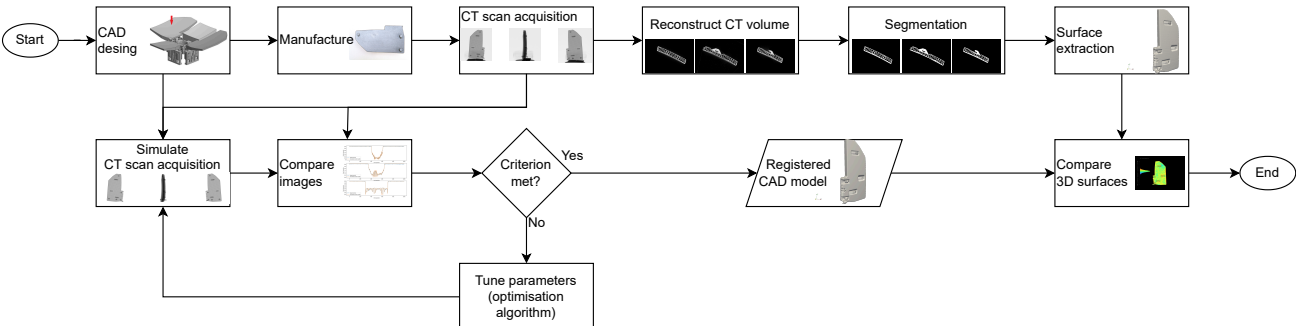 Start
CAD
desing
Manufacture
CT scan acquisition
Reconstruct CT volume
Segmentation
Surface
extraction
Simulate
CT scan acquisition
Compare
images
Criterion
met?
Yes
No
Registered
CAD model
Compare
3D surfaces
End
Tune parameters
(optimisation
algorithm)